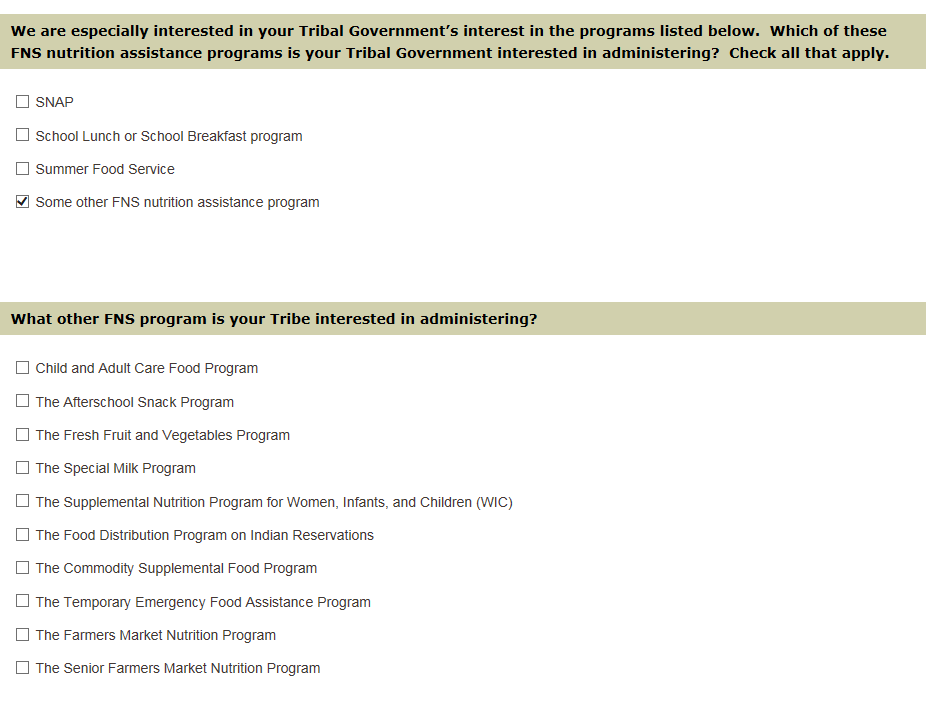 We are especially interested in your Tribal Government’s interest in the programs listed below.  Which of these
FNS nutrition assistance programs is your Tribal Government interested in administering?  Check all that apply.
SNAP
School Lunch or School Breakfast program
Summer Food Service
Some other FNS nutrition assistance program
What other FNS program is your Tribe interested in administering?
Child and Adult Care Food Program
The Afterschool Snack Program
The Fresh Fruit and Vegetables Program
The Special Milk Program
The Supplemental Nutrition Program for Women, Infants, and Children (WIC)
The Food Distribution Program on Indian Reservations
The Commodity Supplemental Food Program
The Temporary Emergency Food Assistance Program
The Farmers Market Nutrition Program
The Senior Farmers Market Nutrition Program